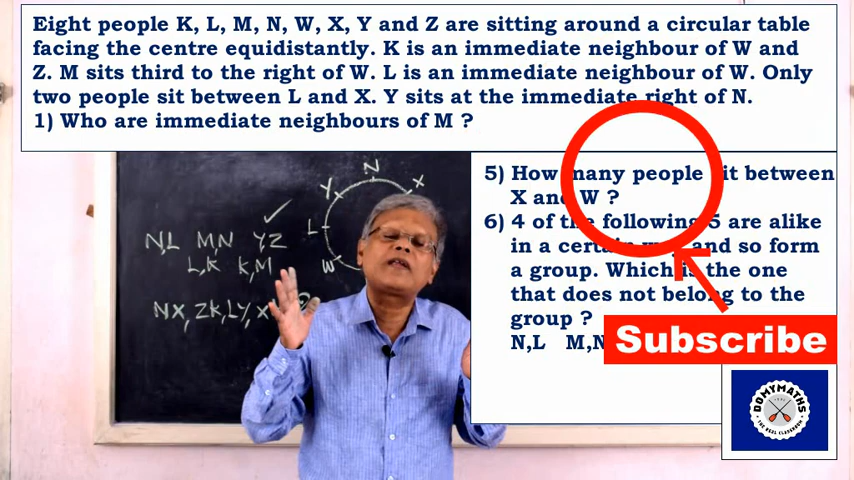 Eight people K, L, M, N, W, X, Y and Z are sitting around a circular table
facing the centre equidistantly. K is an immediate neighbour of W and
Z. M sits third to the right of W. L is an immediate neighbour of W. Only
two people sit between L and X. Y sits at the immediate right of N.
1) Who are immediate neighbours of M ?
5) How many people sit between
X and W ?
6) 4 of the following 5 are alike
in a certain way and so form
a group. Which is the one
that does not belong to the
group ?
N,L M,N
Subscribe
DOMYMATHS
THE REAL CLASSROOM
N
Y X
L
W
N,L M,N YZ
L,K K,M
NX, ZK, LY,